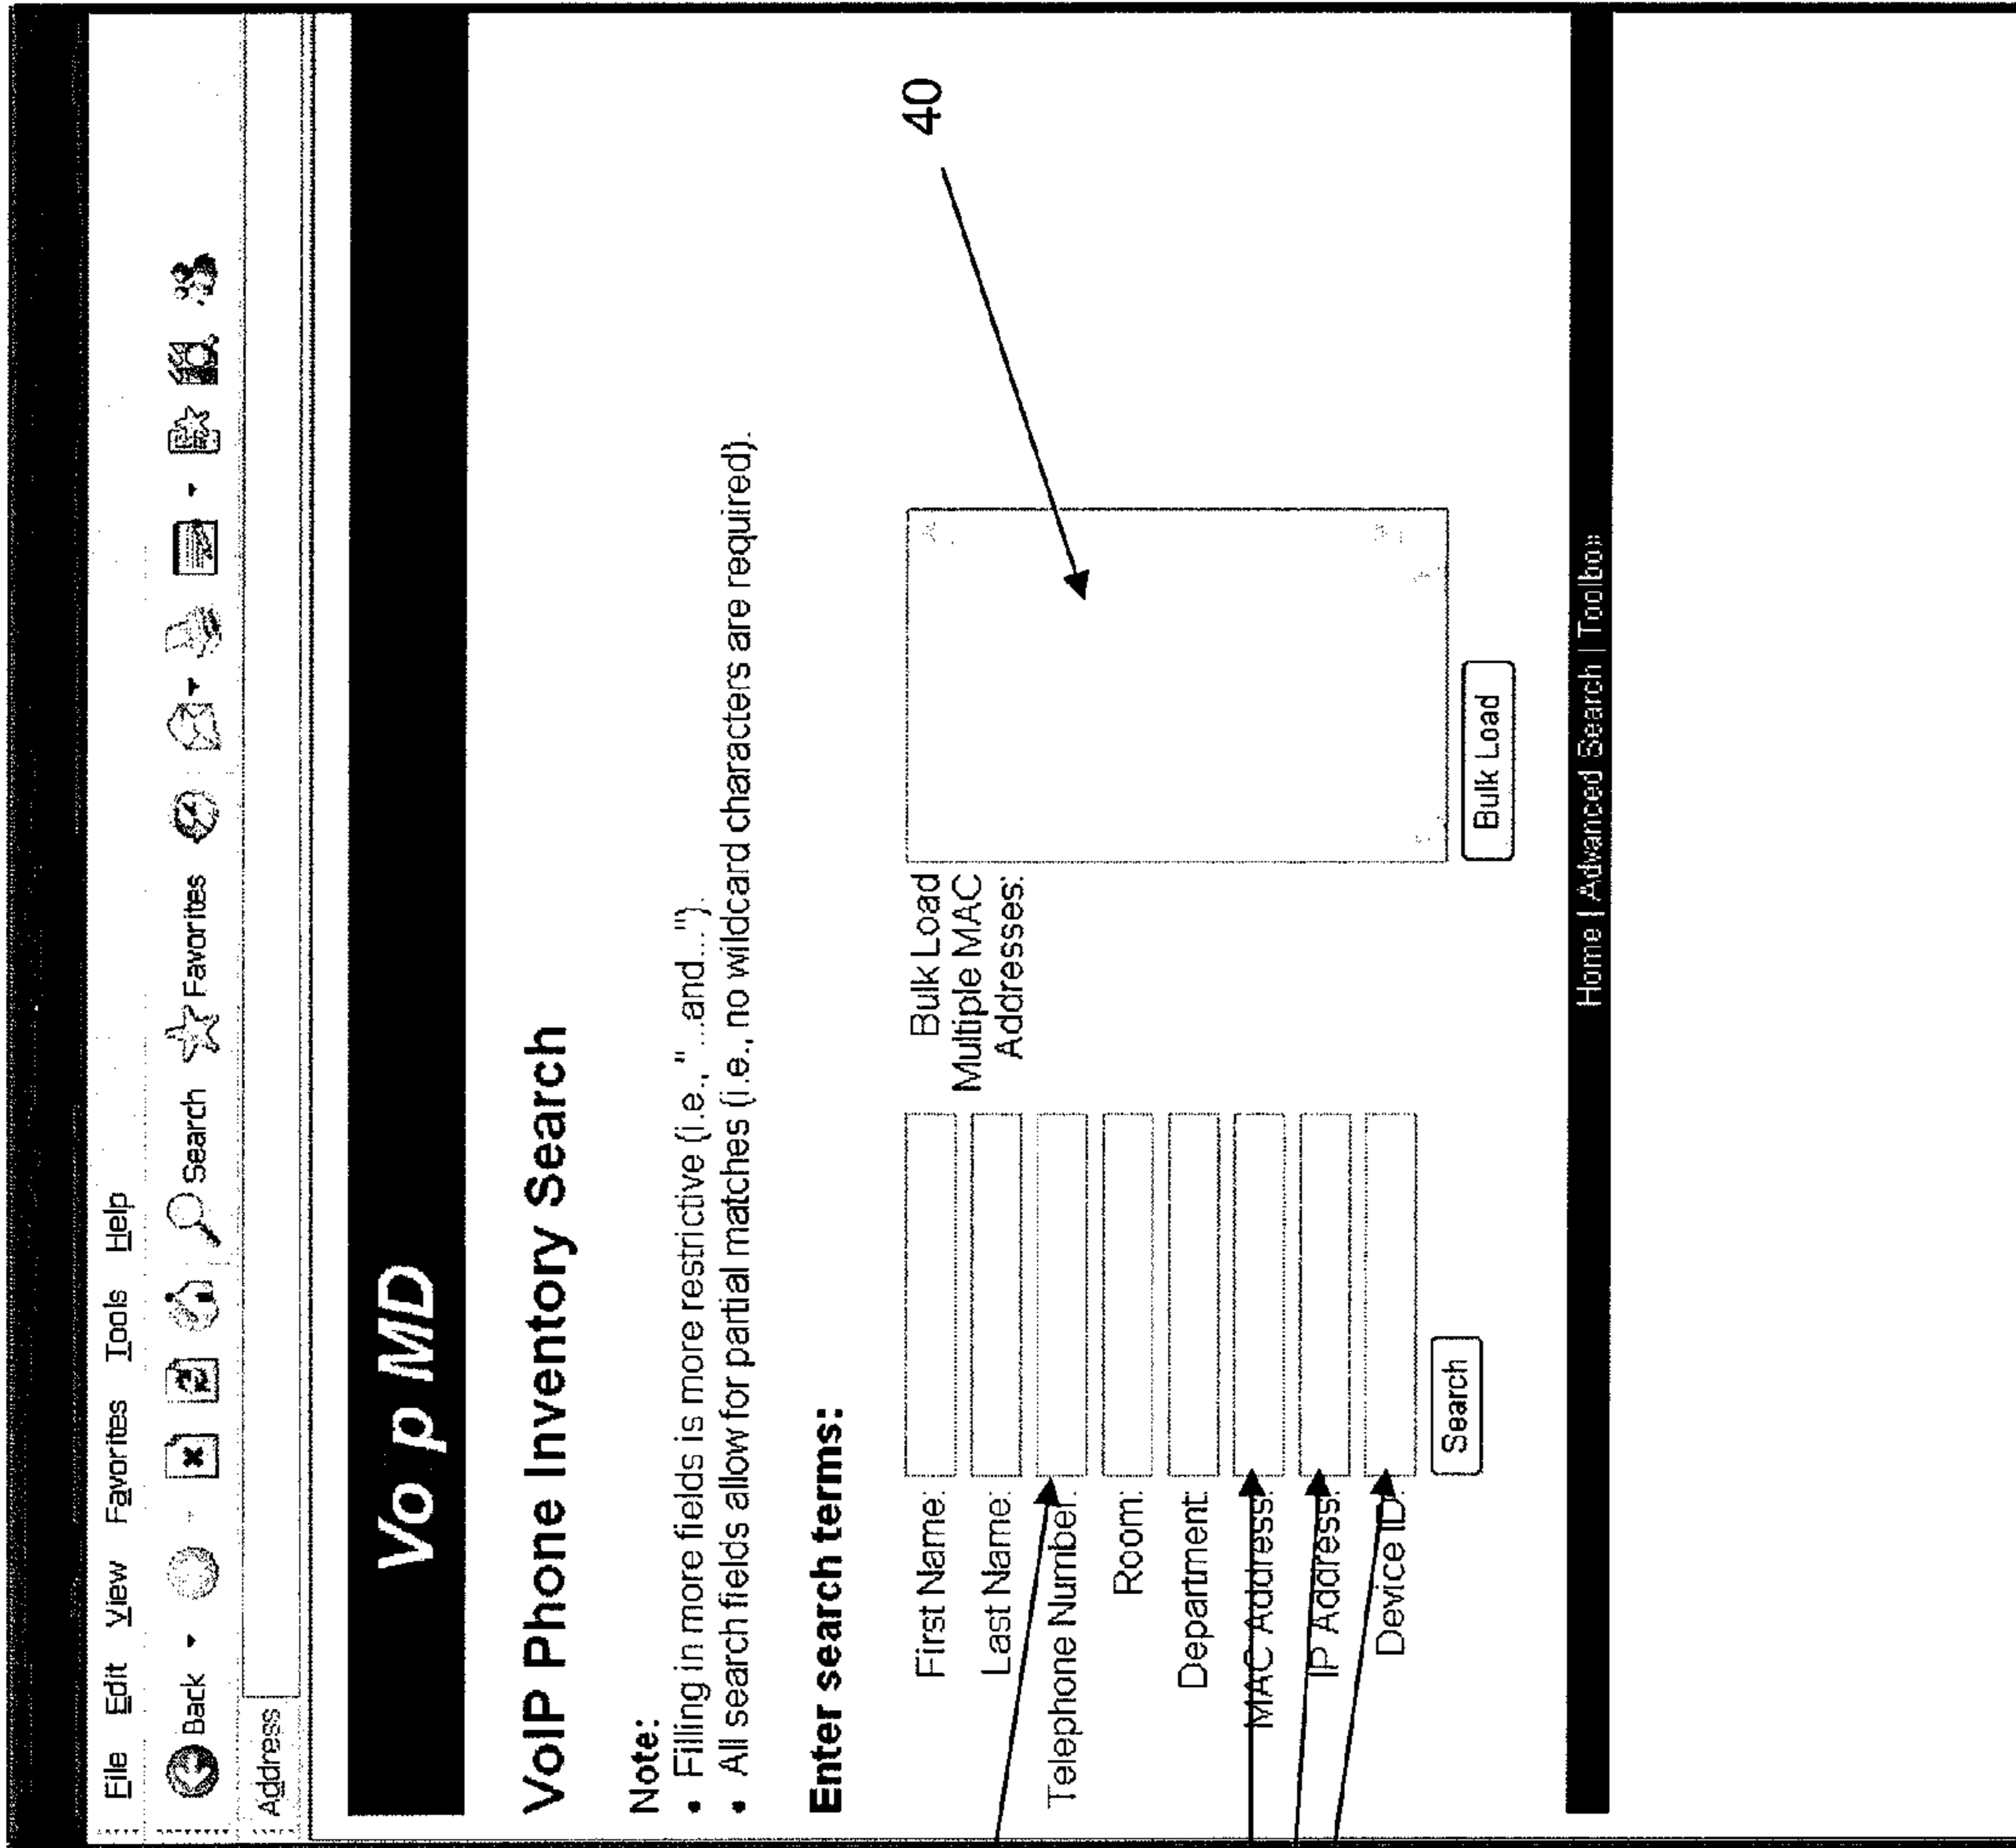 File Edit View Favorites Tools Help
Back Search Favorites
Address
Vo p MD
VoIP Phone Inventory Search
Note:
• Filling in more fields is more restrictive (i.e., "...and...").
• All search fields allow for partial matches (i.e., no wildcard characters are required).
Enter search terms:
First Name:
Last Name:
Telephone Number:
Room:
Department:
MAC Address:
IP Address:
Device ID:
Search
Bulk Load
Multiple MAC
Addresses:
Bulk Load
40
Home | Advanced Search | Toolbox